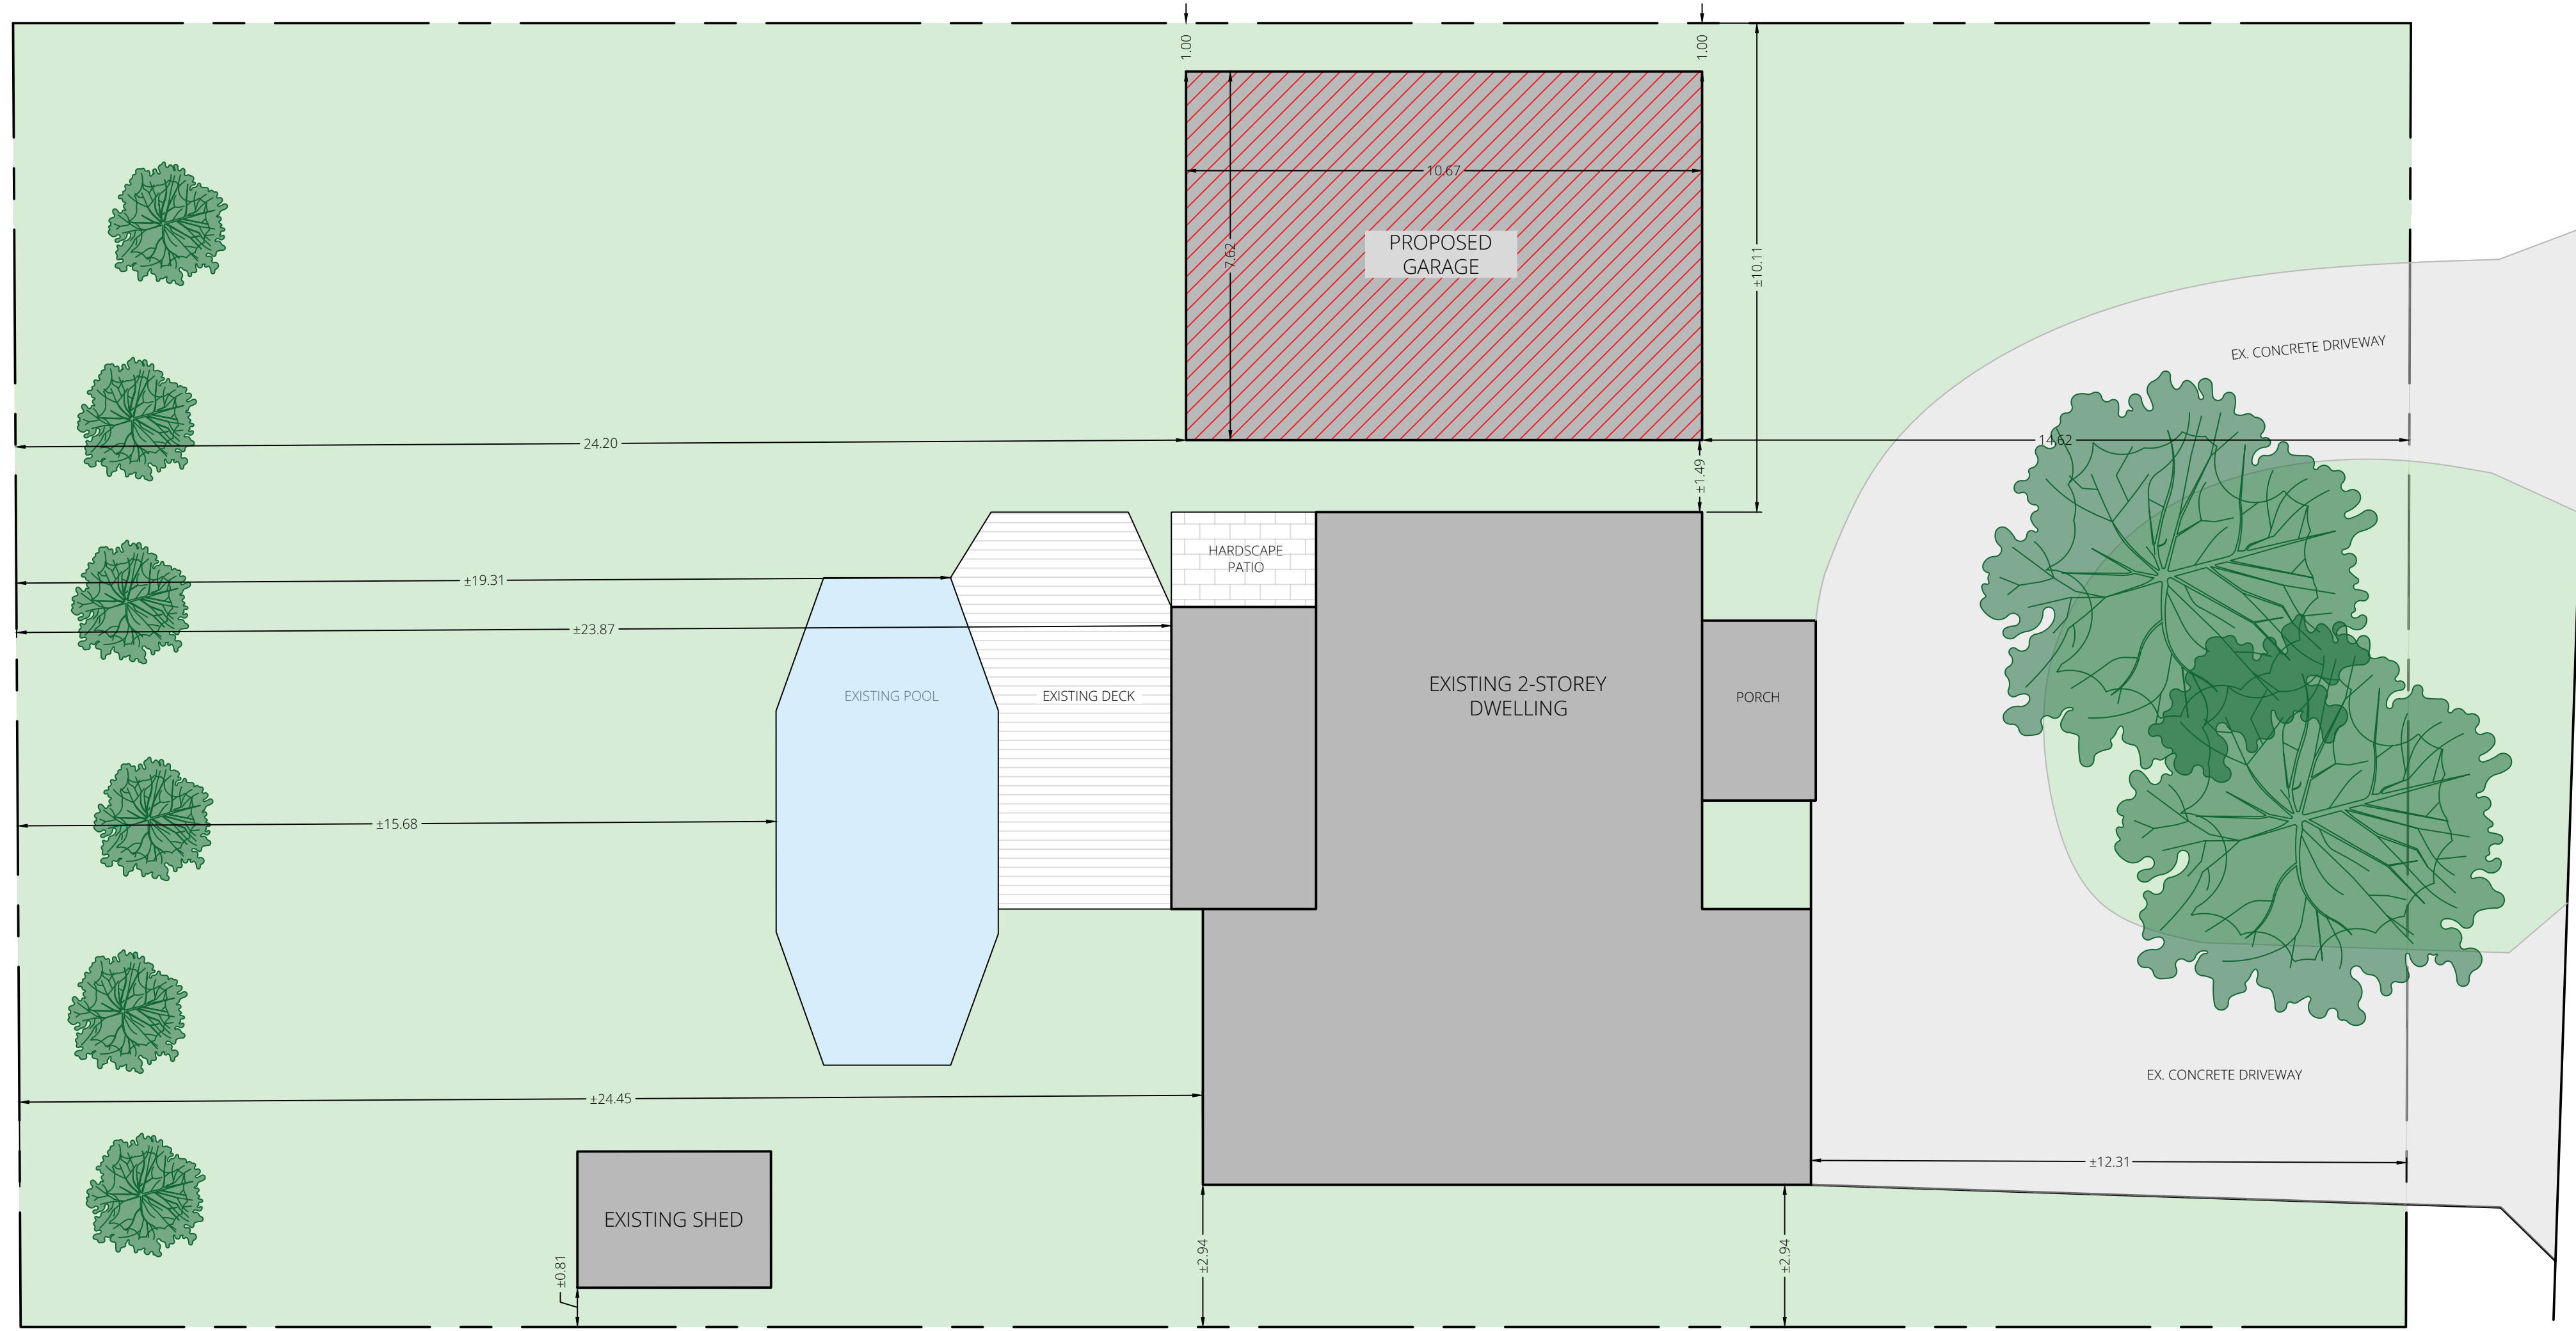 1.00
1.00
10.67
PROPOSED
GARAGE
7.62
±10.11
EX. CONCRETE DRIVEWAY
24.20
14.62
±1.49
HARDSCAPE
PATIO
±19.31
±23.87
EXISTING POOL
EXISTING DECK
EXISTING 2-STOREY
DWELLING
PORCH
±15.68
EX. CONCRETE DRIVEWAY
±24.45
±12.31
EXISTING SHED
±0.81
±2.94
±2.94